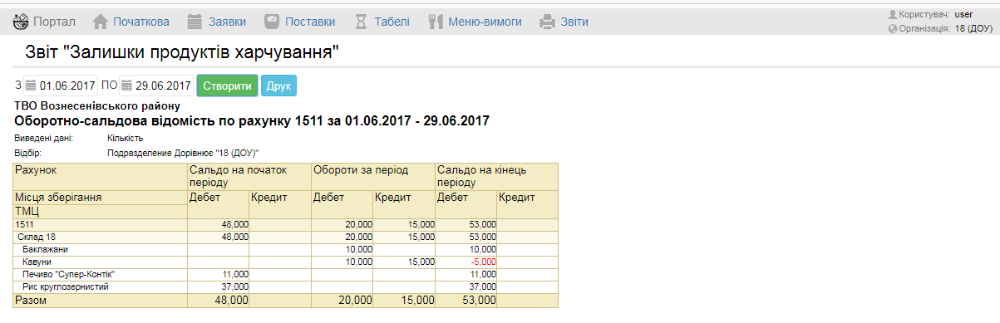 Портал Початкова Заявки Поставки Табелі Меню-вимоги Звіти Користувач: user
Організація: 18 (ДОУ)
Звіт "Залишки продуктів харчування"
З 01.06.2017 ПО 29.06.2017 Створити Друк
ТВО Вознесенівського району
Оборотно-сальдова відомість по рахунку 1511 за 01.06.2017 - 29.06.2017
Виведені дані: Кількість
Відбір: Подразделение Дорівнює "18 (ДОУ)"
Рахунок Сальдо на початок періоду Обороти за період Сальдо на кінець періоду
Місця зберігання Дебет Кредит Дебет Кредит Дебет Кредит
ТМЦ
1511 48,000 20,000 15,000 53,000
Склад 18 48,000 20,000 15,000 53,000
Баклажани 10,000 10,000
Кавуни 10,000 15,000 -5,000
Печиво "Супер-Контік" 11,000 11,000
Рис круглозернистий 37,000 37,000
Разом 48,000 20,000 15,000 53,000